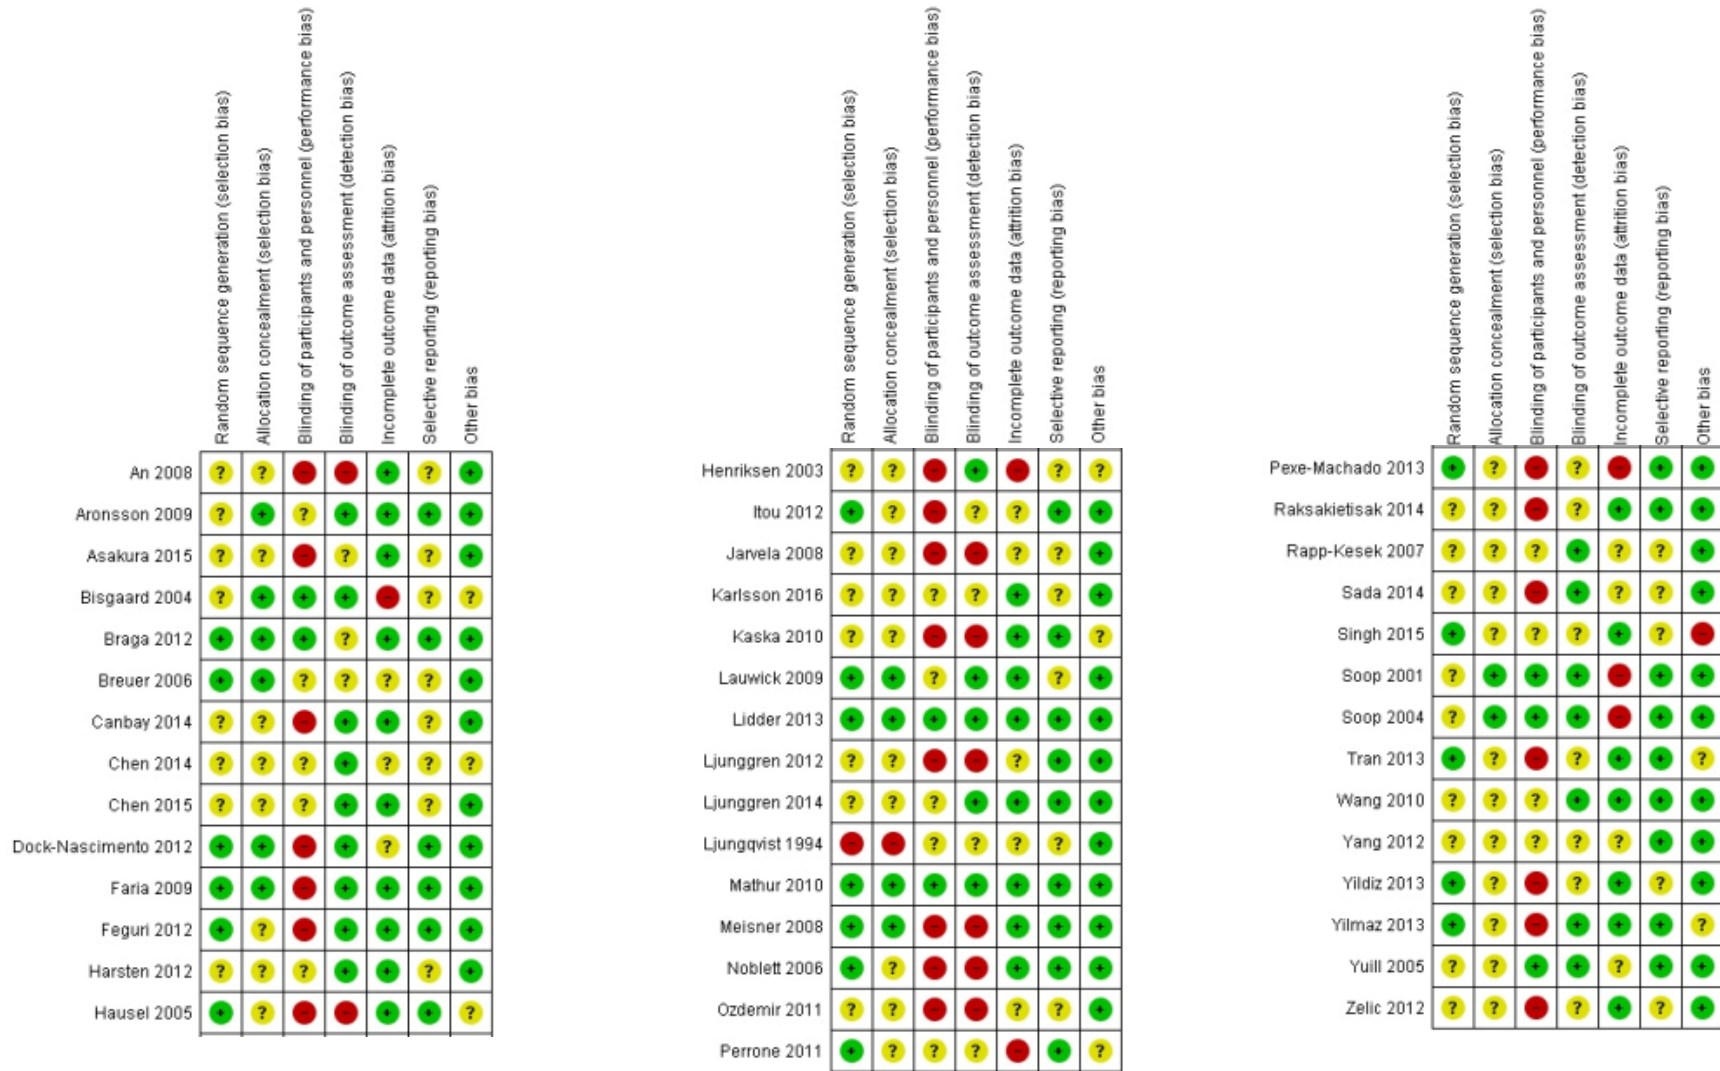 Random sequence generation (selection bias)
Allocation concealment (selection bias)
Blinding of participants and personnel (performance bias)
Blinding of outcome assessment (detection bias)
Incomplete outcome data (attrition bias)
Selective reporting (reporting bias)
Other bias
An 2008 ? ? - - + ? +
Aronsson 2009 ? + ? + + + +
Asakura 2015 ? ? - ? + ? +
Bisgaard 2004 ? + + + - ? ?
Braga 2012 + + + ? + + +
Breuer 2006 + + ? ? ? ? +
Canbay 2014 ? ? - + + ? +
Chen 2014 ? ? ? + ? ? ?
Chen 2015 ? ? ? + + ? +
Dock-Nascimento 2012 + + - + ? + +
Faria 2009 + + - + + + +
Feguri 2012 + ? - + + + +
Harsten 2012 ? ? ? + + ? +
Hausel 2005 + ? - - + + ?
Random sequence generation (selection bias)
Allocation concealment (selection bias)
Blinding of participants and personnel (performance bias)
Blinding of outcome assessment (detection bias)
Incomplete outcome data (attrition bias)
Selective reporting (reporting bias)
Other bias
Henriksen 2003 ? ? - + - ? ?
Itou 2012 + ? - ? ? + +
Jarvela 2008 ? ? - - ? ? +
Karlsson 2016 ? ? ? ? + ? +
Kaska 2010 ? ? - - + + ?
Lauwick 2009 + + ? + + ? +
Lidder 2013 + + + + + + +
Ljunggren 2012 ? ? - - ? + +
Ljunggren 2014 ? ? ? + + + +
Ljungqvist 1994 - - ? ? ? ? +
Mathur 2010 + + + + + + +
Meisner 2008 + + - - + + +
Noblett 2006 + ? - - + + +
Ozdemir 2011 ? ? - - ? ? +
Perrone 2011 + ? ? ? - + ?
Random sequence generation (selection bias)
Allocation concealment (selection bias)
Blinding of participants and personnel (performance bias)
Blinding of outcome assessment (detection bias)
Incomplete outcome data (attrition bias)
Selective reporting (reporting bias)
Other bias
Pexe-Machado 2013 + ? - ? - + +
Raksakietisak 2014 ? ? - ? + + +
Rapp-Kesek 2007 ? ? ? + ? ? +
Sada 2014 ? ? - + ? ? +
Singh 2015 + ? ? ? + ? -
Soop 2001 ? + + + - + +
Soop 2004 ? + + + - + +
Tran 2013 + ? - ? + + ?
Wang 2010 ? ? ? + + + +
Yang 2012 ? ? ? ? ? + +
Yildiz 2013 + ? - ? + ? +
Yilmaz 2013 + ? - + + + ?
Yuill 2005 ? ? + + ? + +
Zelic 2012 ? ? - ? + ? +